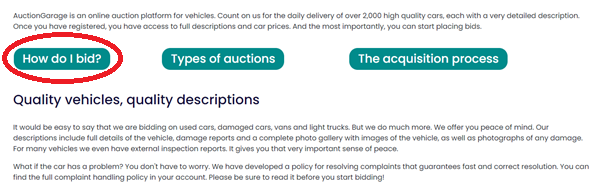 AuctionGarage is an online auction platform for vehicles. Count on us for the daily delivery of over 2,000 high quality cars, each with a very detailed description.
Once you have registered, you have access to full descriptions and car prices. And the most importantly, you can start placing bids.
How do I bid? Types of auctions The acquisition process
Quality vehicles, quality descriptions
It would be easy to say that we are bidding on used cars, damaged cars, vans and light trucks. But we do much more. We offer you peace of mind. Our
descriptions include full details of the vehicle, damage reports and a complete photo gallery with images of the vehicle, as well as photographs of any damage.
For many vehicles we even have external inspection reports. It gives you that very important sense of peace.
What if the car has a problem? You don't have to worry. We have developed a policy for resolving complaints that guarantees fast and correct resolution. You can
find the full complaint handling policy in your account. Please be sure to read it before you start bidding!